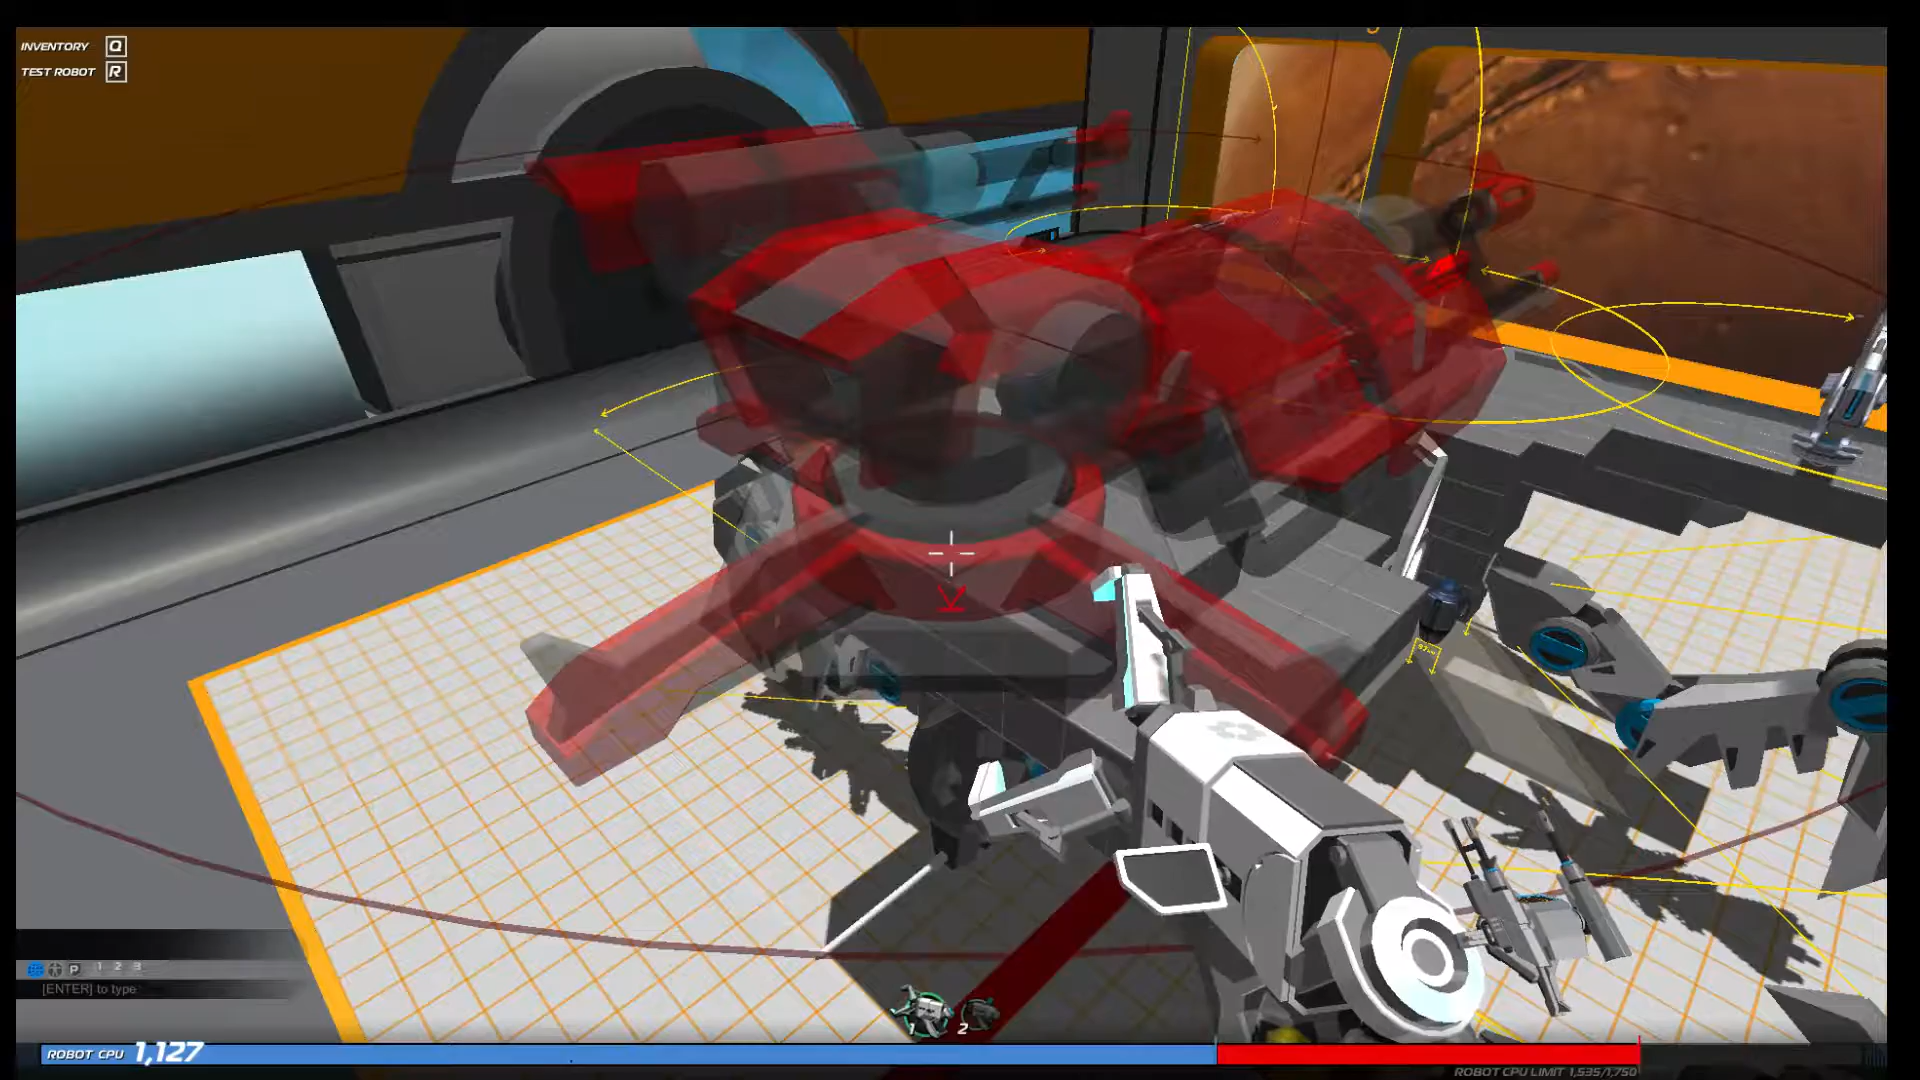 INVENTORY Q
TEST ROBOT R
P 1 2 3
[ENTER] to type
1 2
ROBOT CPU 1,127
ROBOT CPU LIMIT 1,535/1,750